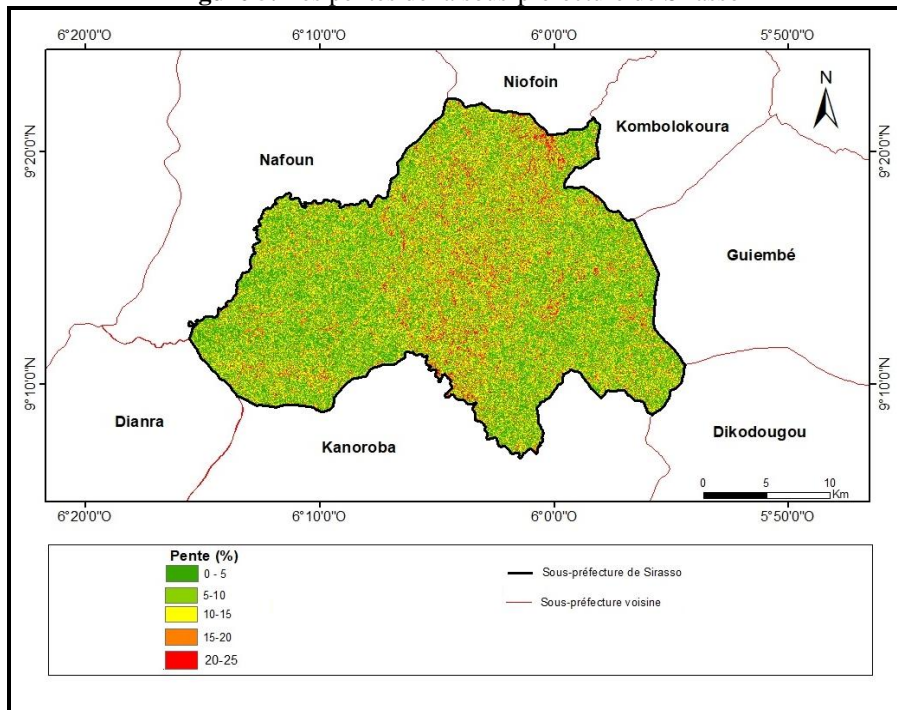 6°20'0"O 6°10'0"O 6°0'0"O 5°50'0"O
Niofoin
N
Kombolokoura
9°20'0"N 9°20'0"N
Nafoun
Guiembé
9°10'0"N 9°10'0"N
Dianra
Kanoroba
Dikodougou
0 5 10
Km
6°20'0"O 6°10'0"O 6°0'0"O 5°50'0"O
Pente (%)
0 - 5
5-10
10-15
15-20
20-25
Sous-préfecture de Sirasso
Sous-préfecture voisine